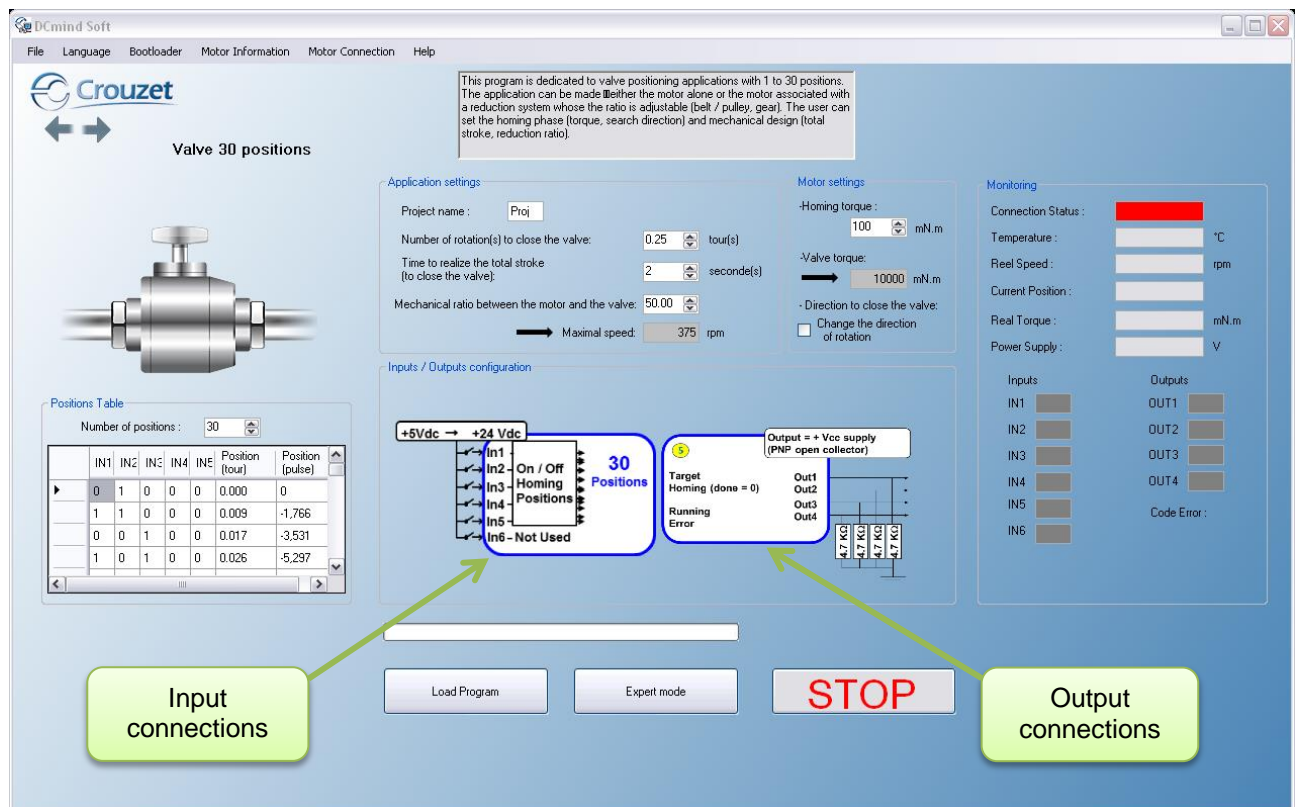 DCmind Soft
File Language Bootloader Motor Information Motor Connection Help
Crouzet
Valve 30 positions
This program is dedicated to valve positioning applications with 1 to 30 positions.
The application can be made either the motor alone or the motor associated with
a reduction system whose the ratio is adjustable (belt / pulley, gear). The user can
set the homing phase (torque, search direction) and mechanical design (total
stroke, reduction ratio).
Application settings
Project name : Proj
Number of rotation(s) to close the valve: 0.25 tour(s)
Time to realize the total stroke
(to close the valve): 2 seconde(s)
Mechanical ratio between the motor and the valve: 50.00
Maximal speed: 375 rpm
Motor settings
-Homing torque :
100 mN.m
-Valve torque:
10000 mN.m
- Direction to close the valve:
Change the direction
of rotation
Monitoring
Connection Status :
Temperature : °C
Reel Speed : rpm
Current Position :
Real Torque : mN.m
Power Supply : V
Inputs Outputs
IN1 OUT1
IN2 OUT2
IN3 OUT3
IN4 OUT4
IN5 Code Error :
IN6
Positions Table
Number of positions : 30
IN1 IN2 IN3 IN4 IN5 Position (tour) Position (pulse)
0 1 0 0 0 0.000 0
1 1 0 0 0 0.009 -1,766
0 0 1 0 0 0.017 -3,531
1 0 1 0 0 0.026 -5,297
Inputs / Outputs configuration
+5Vdc → +24 Vdc
In1
In2 On / Off
In3 Homing
In4 Positions
In5
In6 - Not Used
30
Positions
S
Output = + Vcc supply
(PNP open collector)
Target Out1
Homing (done = 0) Out2
Running Out3
Error Out4
4.7 KΩ
4.7 KΩ
4.7 KΩ
4.7 KΩ
Load Program
Expert mode
STOP
Input
connections
Output
connections